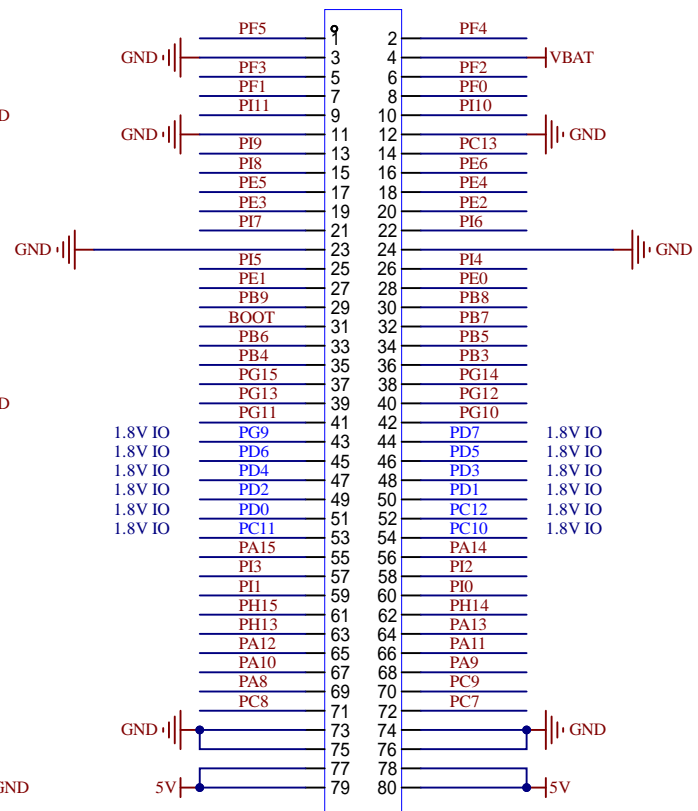 PF5 1 2 PF4
GND 3 4 VBAT
PF3 5 6 PF2
PF1 7 8 PF0
PI11 9 10 PI10
GND 11 12 GND
PI9 13 14 PC13
PI8 15 16 PE6
PE5 17 18 PE4
PE3 19 20 PE2
PI7 21 22 PI6
GND 23 24 GND
PI5 25 26 PI4
PE1 27 28 PE0
PB9 29 30 PB8
BOOT 31 32 PB7
PB6 33 34 PB5
PB4 35 36 PB3
PG15 37 38 PG14
PG13 39 40 PG12
PG11 41 42 PG10
1.8V IO PG9 43 44 PD7 1.8V IO
1.8V IO PD6 45 46 PD5 1.8V IO
1.8V IO PD4 47 48 PD3 1.8V IO
1.8V IO PD2 49 50 PD1 1.8V IO
1.8V IO PD0 51 52 PC12 1.8V IO
1.8V IO PC11 53 54 PC10 1.8V IO
PA15 55 56 PA14
PI3 57 58 PI2
PI1 59 60 PI0
PH15 61 62 PH14
PH13 63 64 PA13
PA12 65 66 PA11
PA10 67 68 PA9
PA8 69 70 PC9
PC8 71 72 PC7
GND 73 74 GND
75 76
77 78
GND 5V 79 80 5V